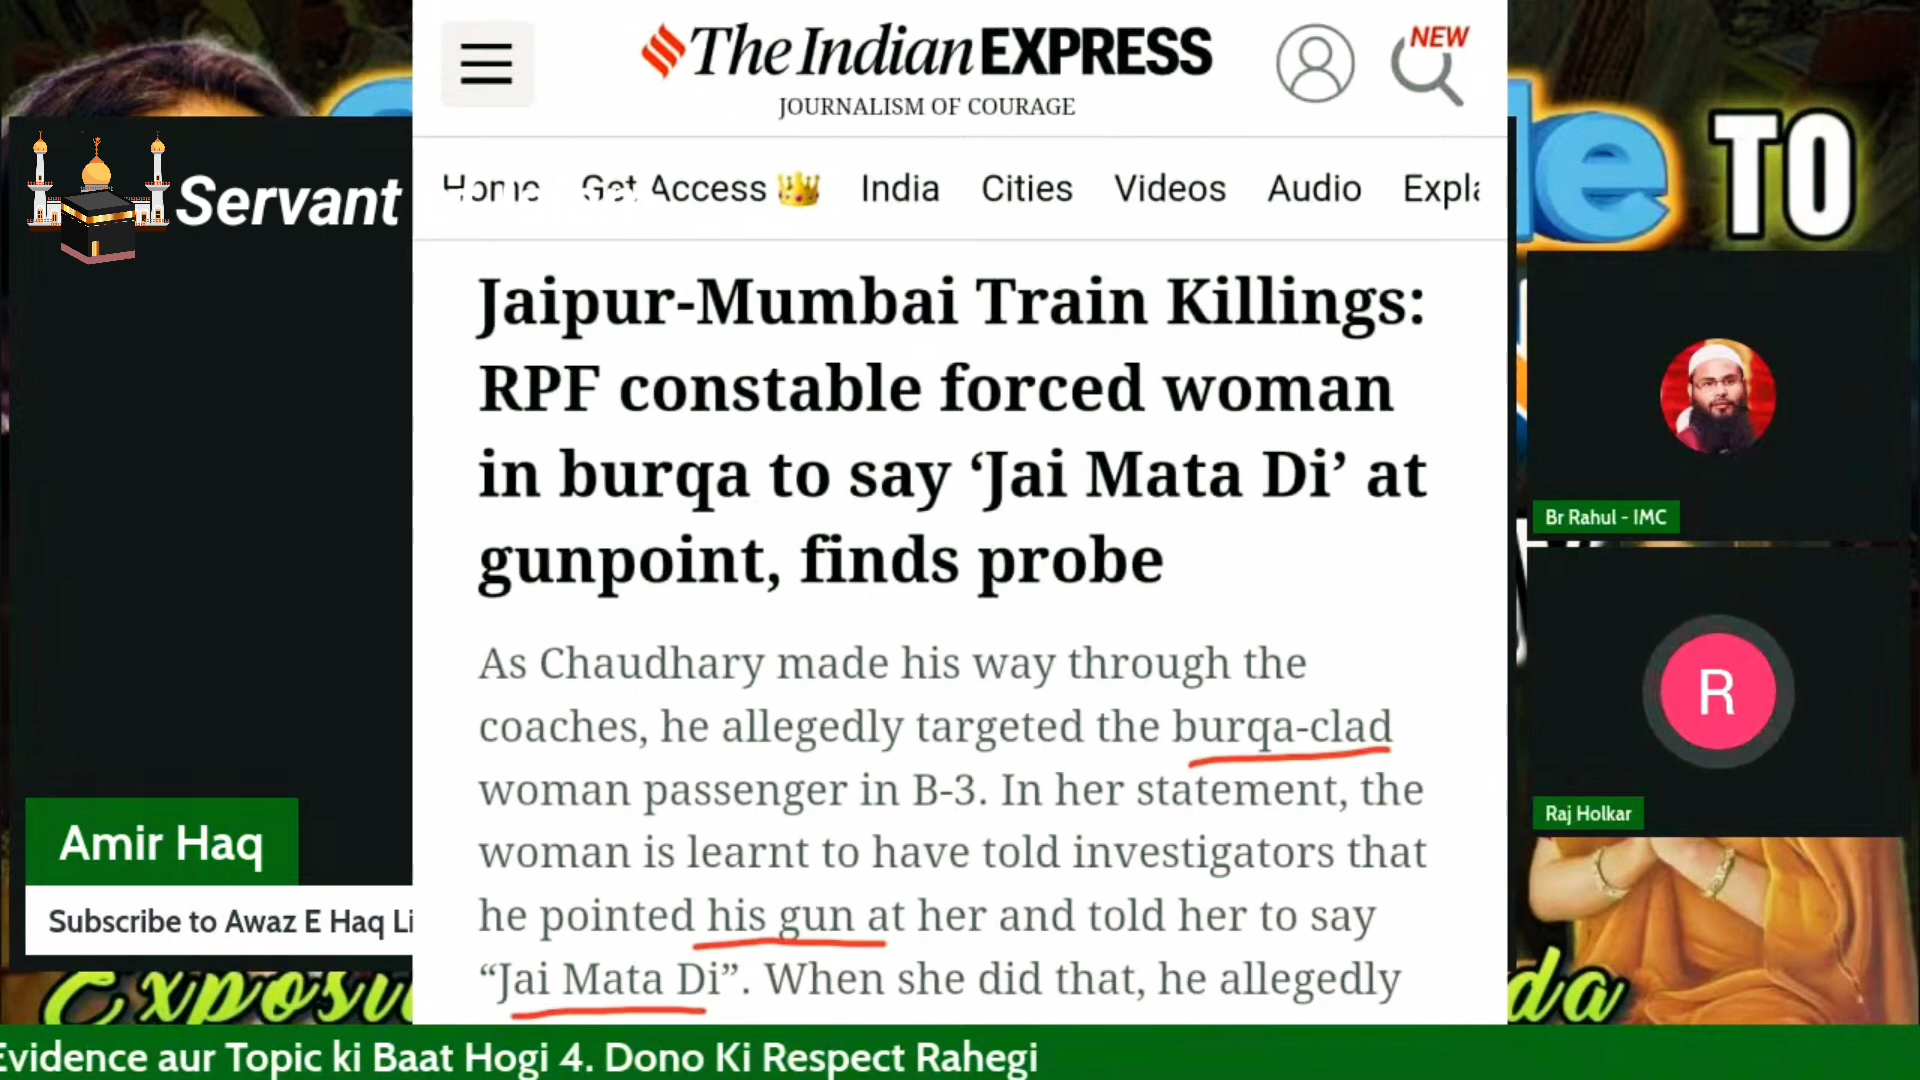 The Indian EXPRESS
NEW
JOURNALISM OF COURAGE
Home Get Access India Cities Videos Audio Expla
TO
Servant
Jaipur-Mumbai Train Killings:
RPF constable forced woman
in burqa to say ‘Jai Mata Di’ at
gunpoint, finds probe
As Chaudhary made his way through the
coaches, he allegedly targeted the burqa-clad
woman passenger in B-3. In her statement, the
woman is learnt to have told investigators that
he pointed his gun at her and told her to say
“Jai Mata Di”. When she did that, he allegedly
Br Rahul - IMC
R
Raj Holkar
Amir Haq
Subscribe to Awaz E Haq Li
Exposi
da
Evidence aur Topic ki Baat Hogi 4. Dono Ki Respect Rahegi